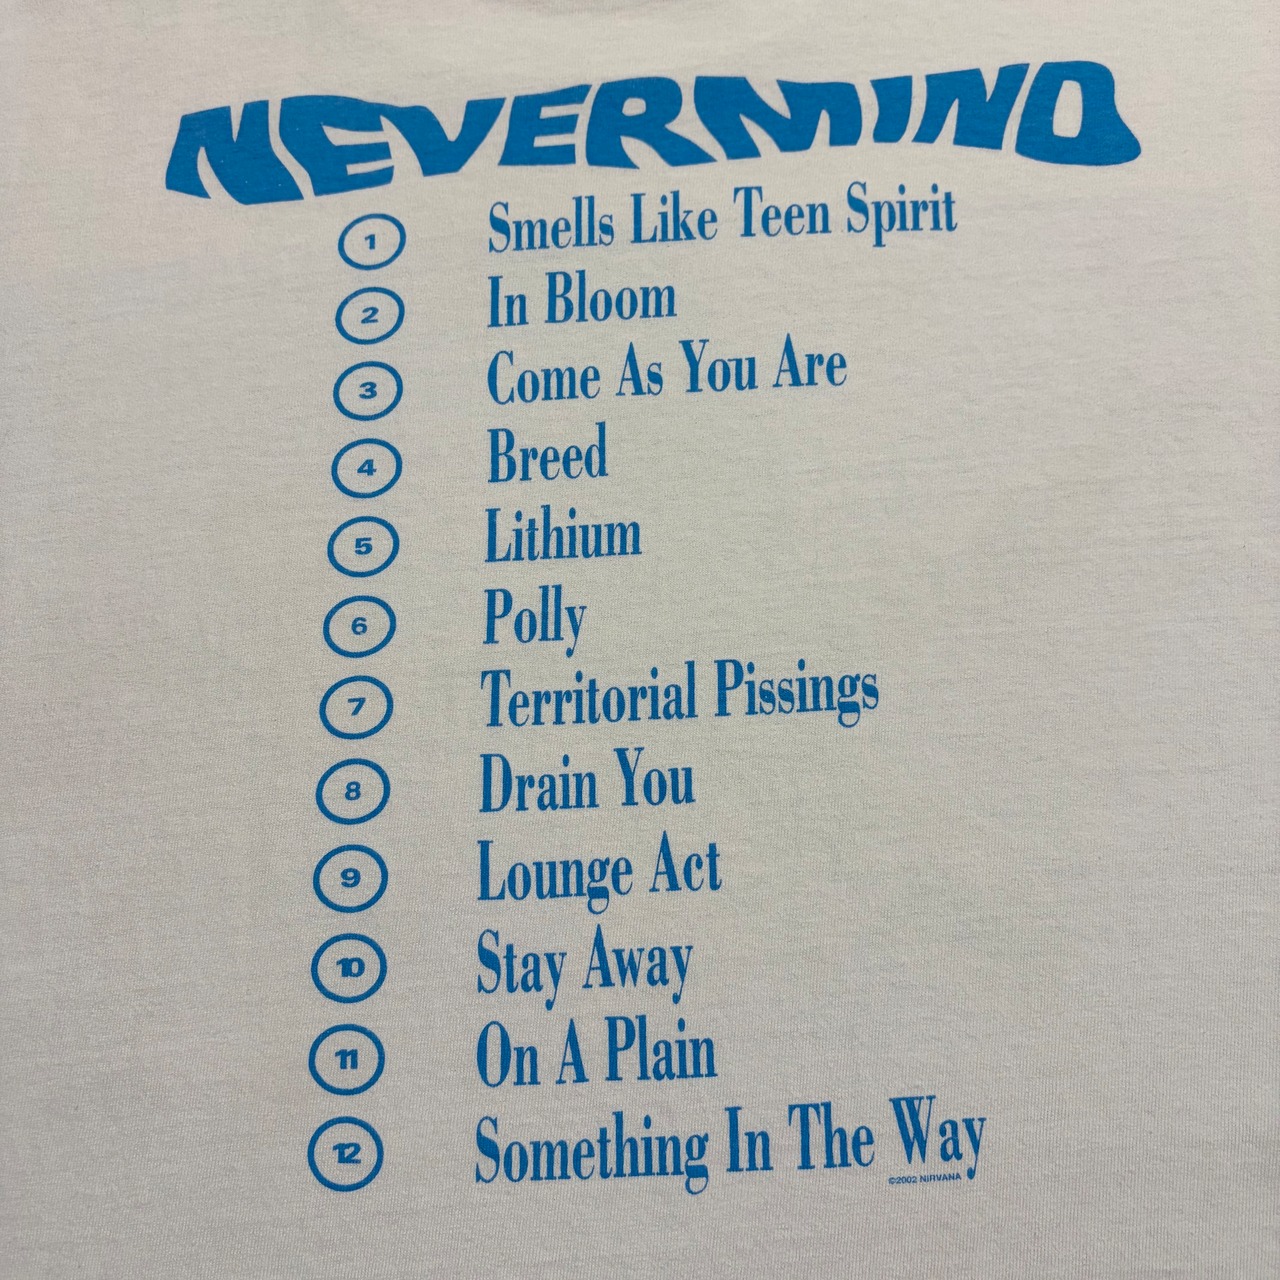 NEVERMIND
1 Smells Like Teen Spirit
2 In Bloom
3 Come As You Are
4 Breed
5 Lithium
6 Polly
7 Territorial Pissings
8 Drain You
9 Lounge Act
10 Stay Away
11 On A Plain
12 Something In The Way
©2002 NIRVANA